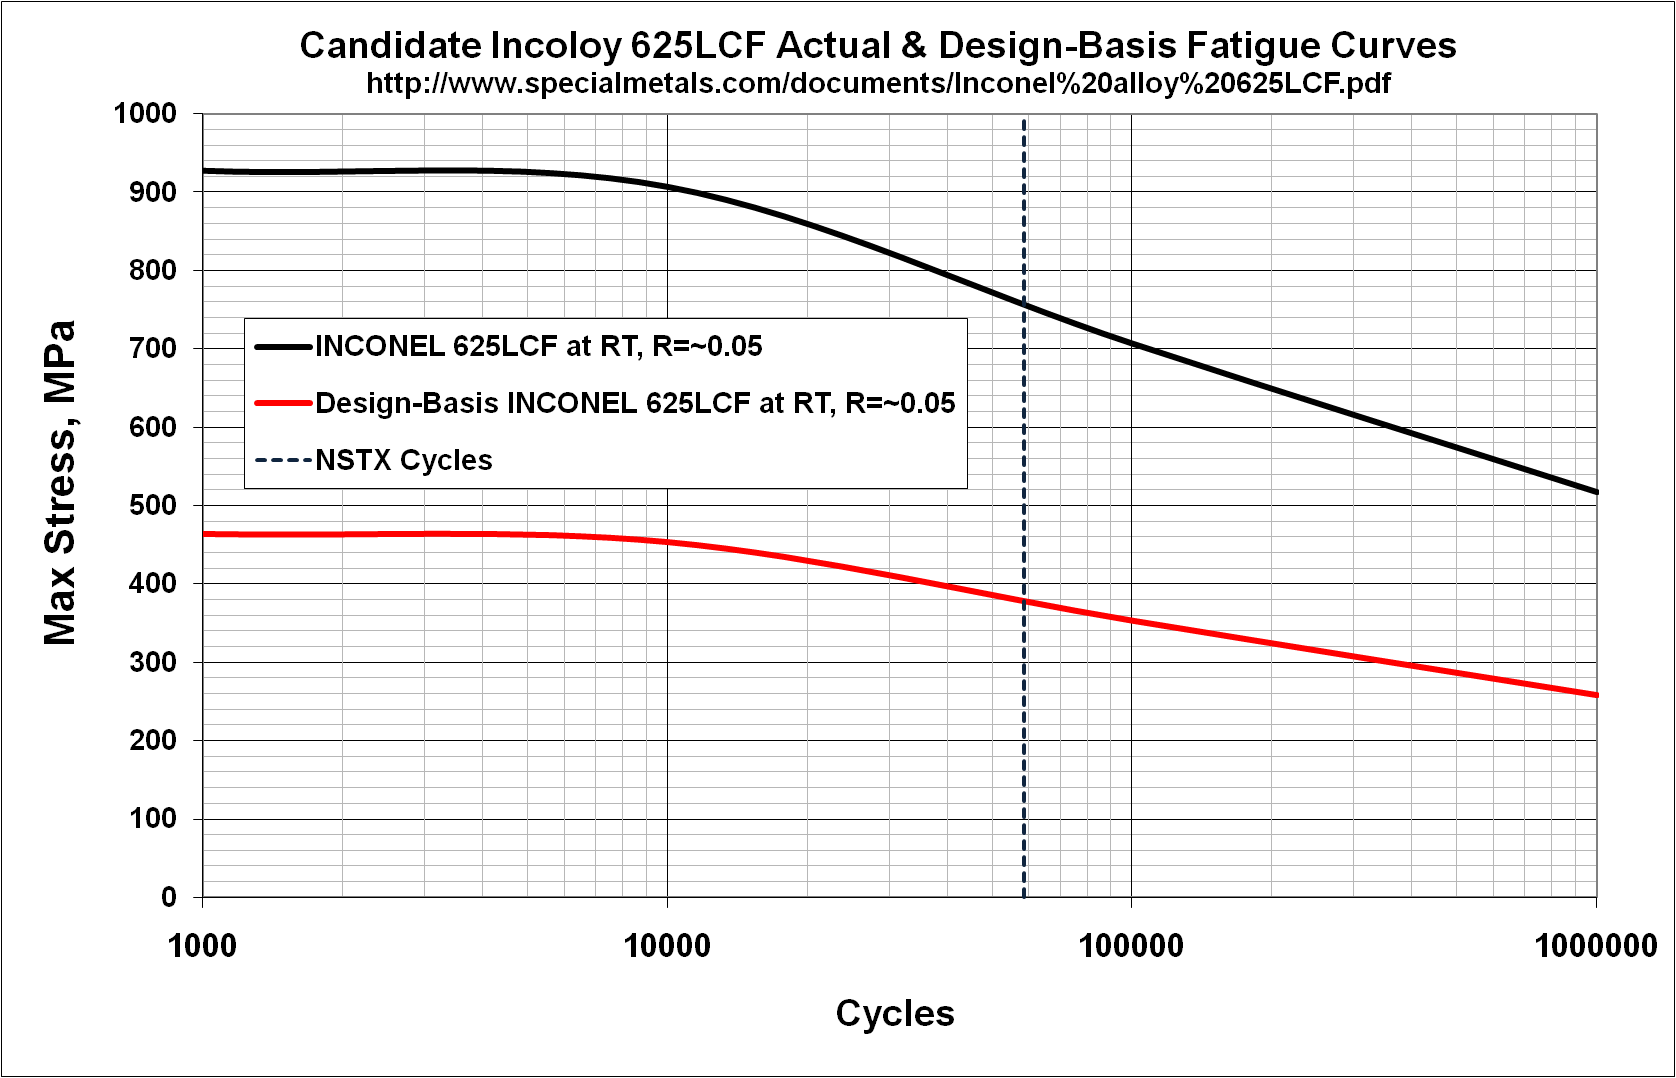 Candidate Incoloy 625LCF Actual & Design-Basis Fatigue Curves
http://www.specialmetals.com/documents/Inconel%20alloy%20625LCF.pdf
1000
900
800
700
600
500
400
300
200
100
0
Max Stress, MPa
INCONEL 625LCF at RT, R=~0.05
Design-Basis INCONEL 625LCF at RT, R=~0.05
NSTX Cycles
1000 10000 100000 1000000
Cycles